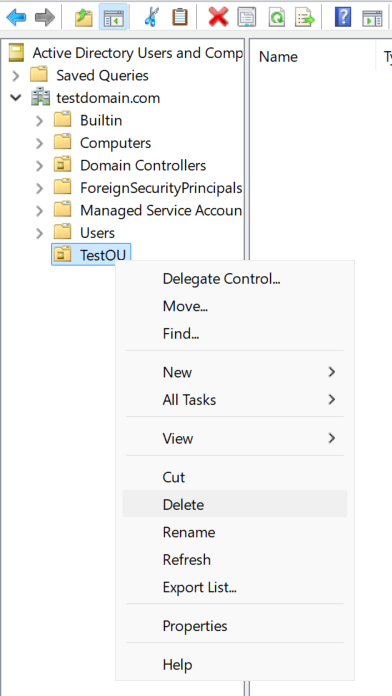 Active Directory Users and Comp
Name
Ty
Saved Queries
testdomain.com
Builtin
Computers
Domain Controllers
ForeignSecurityPrincipals
Managed Service Accoun
Users
TestOU
Delegate Control...
Move...
Find...
New
All Tasks
View
Cut
Delete
Rename
Refresh
Export List...
Properties
Help